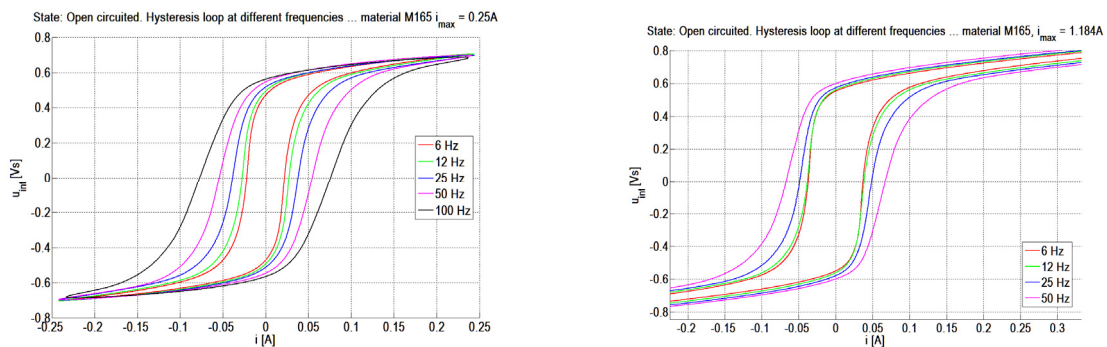 State: Open circuited. Hysteresis loop at different frequencies ... material M165 i_max = 0.25A
0.8
0.6
0.4
0.2
0
-0.2
-0.4
-0.6
-0.8
u_int [Vs]
6 Hz
12 Hz
25 Hz
50 Hz
100 Hz
-0.25 -0.2 -0.15 -0.1 -0.05 0 0.05 0.1 0.15 0.2 0.25
i [A]
State: Open circuited. Hysteresis loop at different frequencies ... material M165, i_max = 1.184A
0.8
0.6
0.4
0.2
0
-0.2
-0.4
-0.6
-0.8
u_int [Vs]
6 Hz
12 Hz
25 Hz
50 Hz
-0.2 -0.15 -0.1 -0.05 0 0.05 0.1 0.15 0.2 0.25 0.3
i [A]